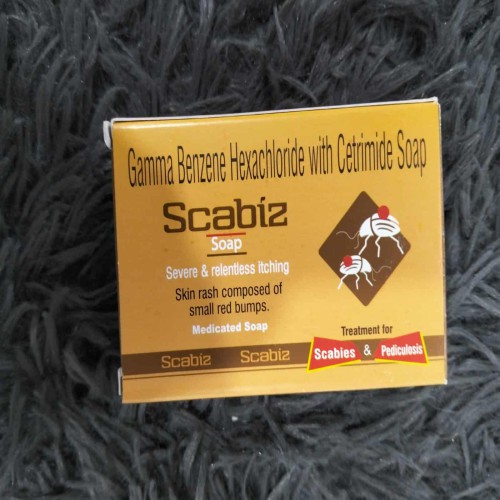 Gamma Benzene Hexachloride with Cetrimide Soap
Scabiz
Soap
Severe & relentless itching
Skin rash composed of
small red bumps.
Medicated Soap
Treatment for
Scabies & Pediculosis
Scabiz Scabiz